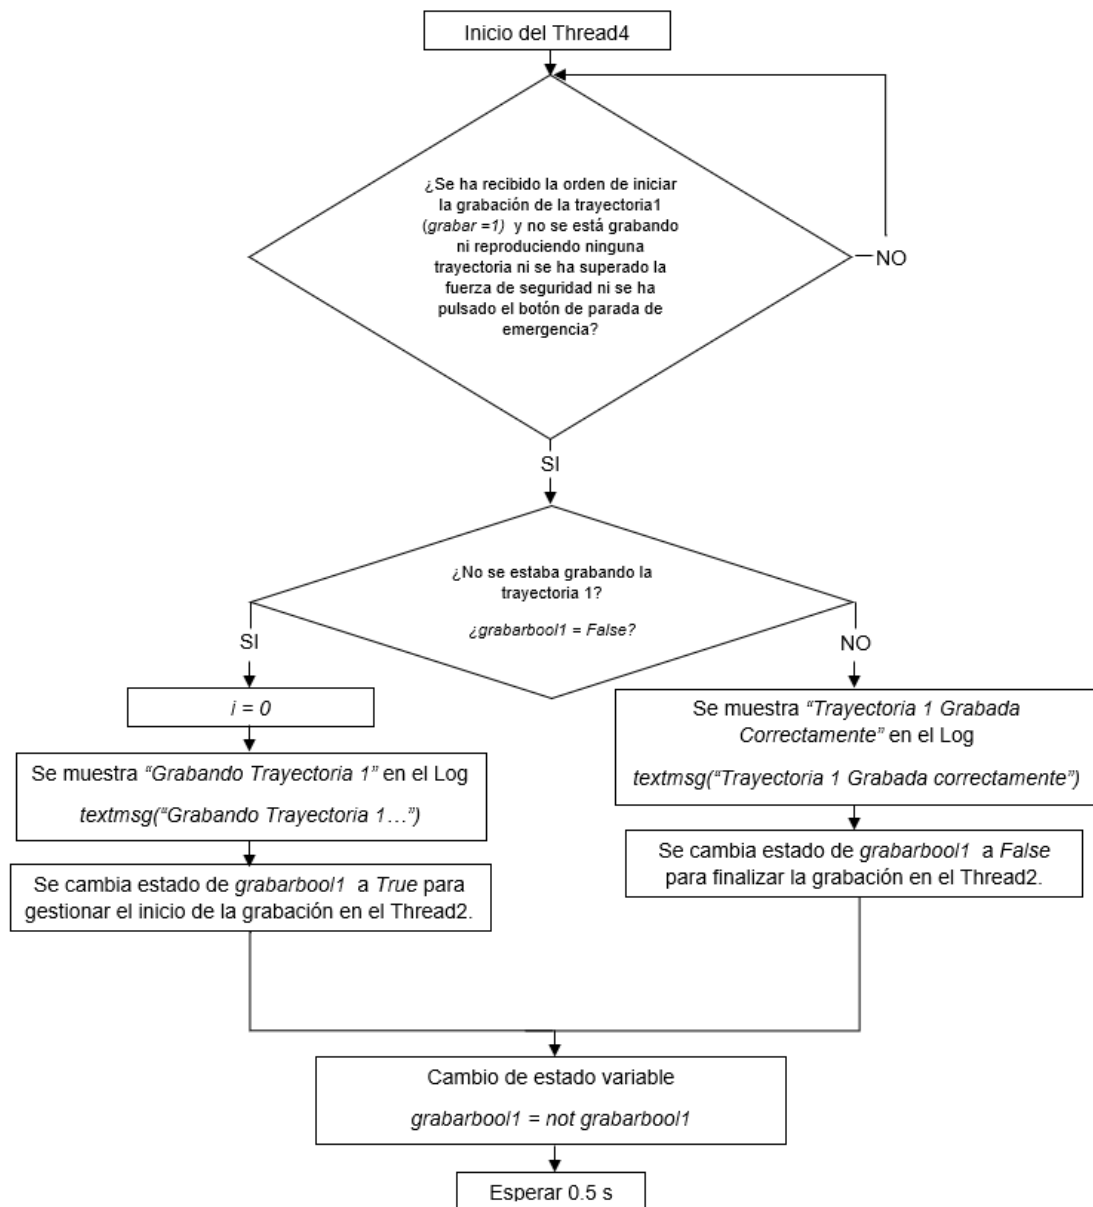 Inicio del Thread4
¿Se ha recibido la orden de iniciar
la grabación de la trayectoria1
(grabar =1) y no se está grabando
ni reproduciendo ninguna
trayectoria ni se ha superado la
fuerza de seguridad ni se ha
pulsado el botón de parada de
emergencia?
NO
SI
¿No se estaba grabando la
trayectoria 1?
¿grabarbool1 = False?
SI
NO
i = 0
Se muestra “Grabando Trayectoria 1” en el Log
textmsg(“Grabando Trayectoria 1…”)
Se cambia estado de grabarbool1 a True para
gestionar el inicio de la grabación en el Thread2.
Se muestra “Trayectoria 1 Grabada
Correctamente” en el Log
textmsg(“Trayectoria 1 Grabada correctamente”)
Se cambia estado de grabarbool1 a False
para finalizar la grabación en el Thread2.
Cambio de estado variable
grabarbool1 = not grabarbool1
Esperar 0.5 s